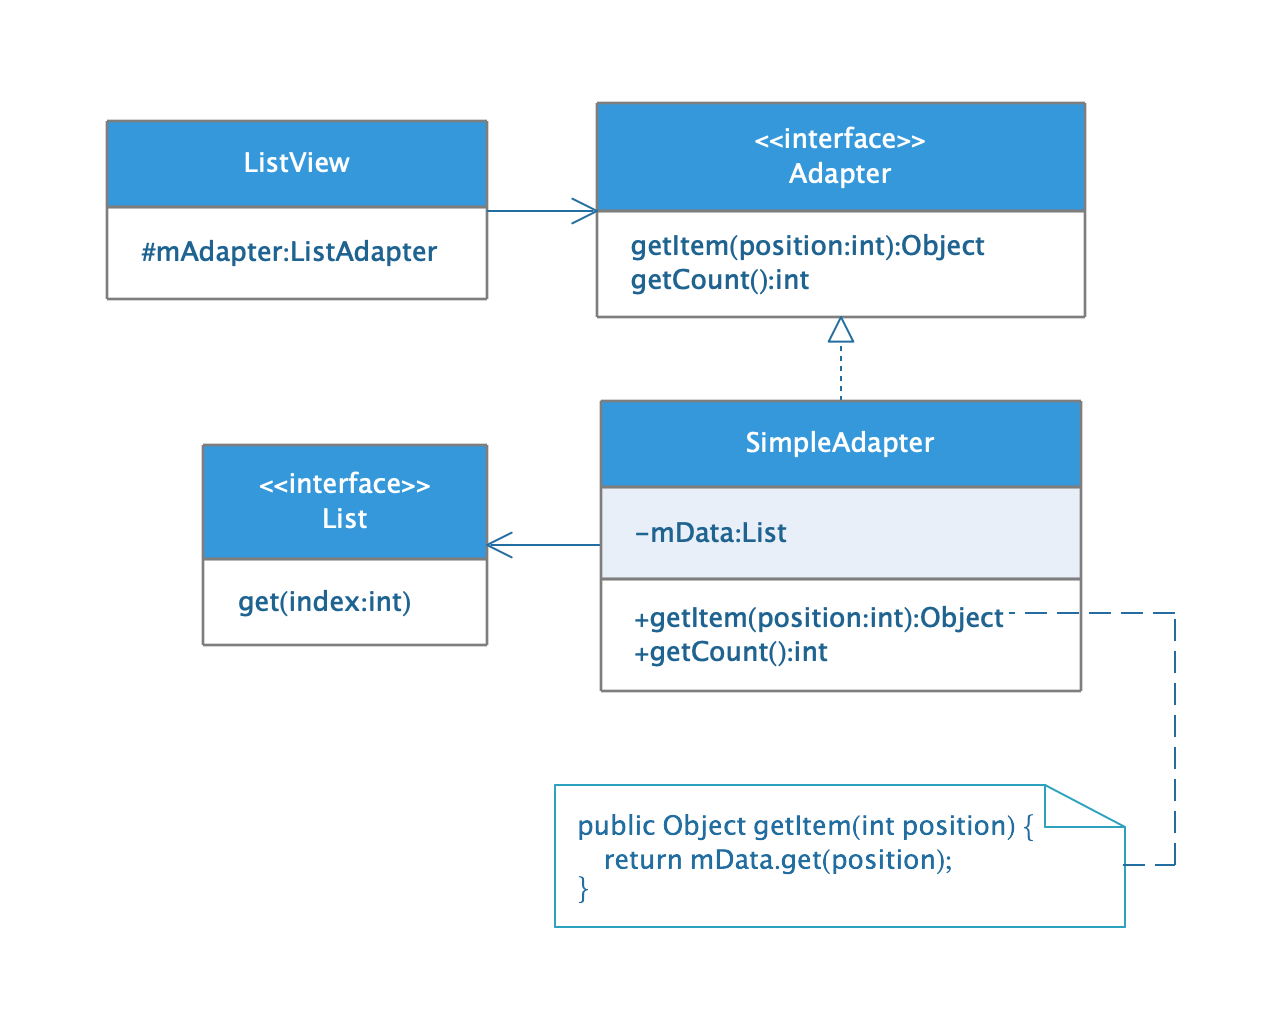 ListView
#mAdapter:ListAdapter
<<interface>>
Adapter
getItem(position:int):Object
getCount():int
<<interface>>
List
get(index:int)
SimpleAdapter
-mData:List
+getItem(position:int):Object
+getCount():int
public Object getItem(int position) {
return mData.get(position);
}